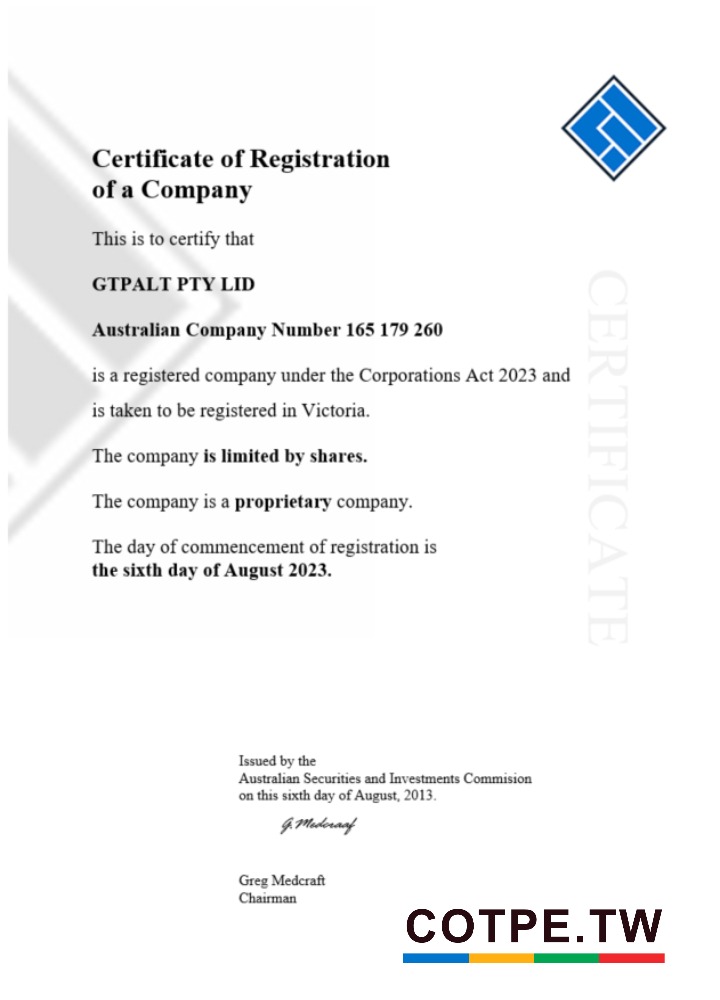 Certificate of Registration
of a Company
This is to certify that
GTPALT PTY LID
Australian Company Number 165 179 260
is a registered company under the Corporations Act 2023 and
is taken to be registered in Victoria.
The company is limited by shares.
The company is a proprietary company.
The day of commencement of registration is
the sixth day of August 2023.
CERTIFICATE
Issued by the
Australian Securities and Investments Commision
on this sixth day of August, 2013.
G. Medcraaf
Greg Medcraft
Chairman
COTPE.TW